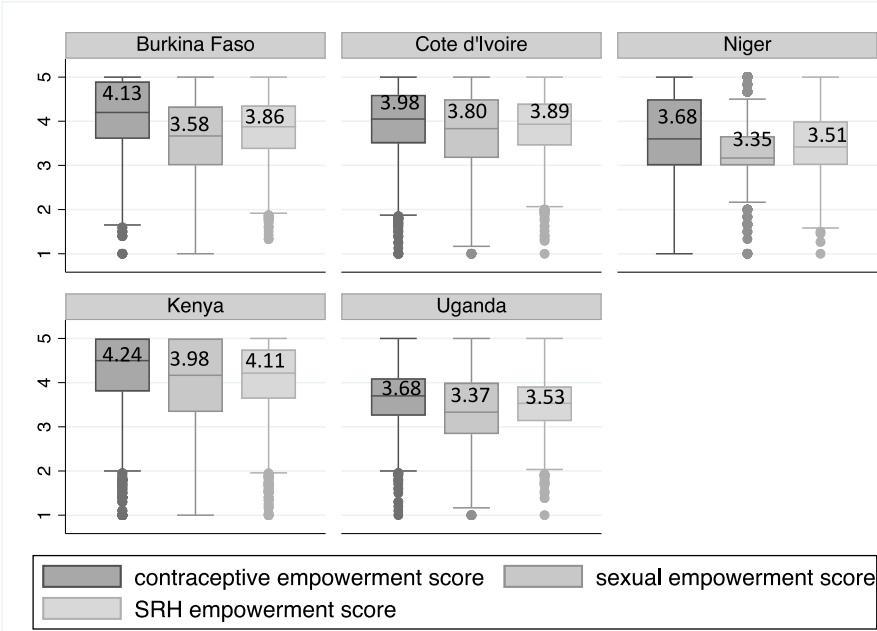 Burkina Faso Cote d'Ivoire Niger
5
4
3
2
1
4.13 3.58 3.86
3.98 3.80 3.89
3.68 3.35 3.51
Kenya Uganda
5
4
3
2
1
4.24 3.98 4.11
3.68 3.37 3.53
contraceptive empowerment score sexual empowerment score
SRH empowerment score